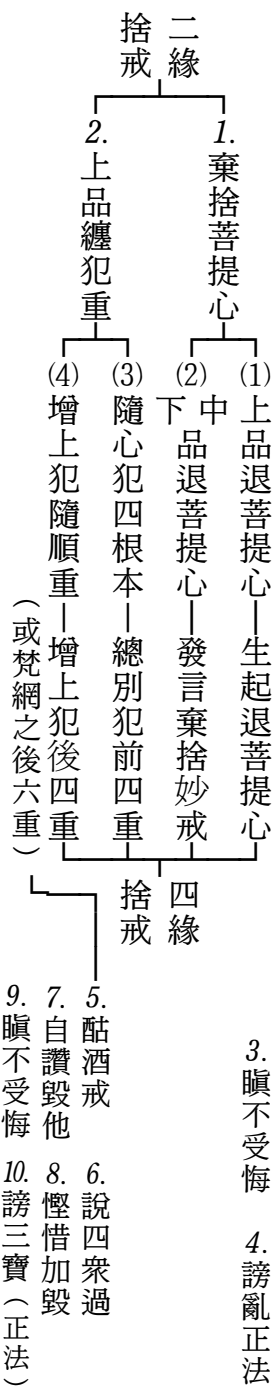 二緣
捨戒
1.棄捨菩提心
2.上品纏犯重
(1)上品退菩提心—生起退菩提心
(2)中下品退菩提心—發言棄捨妙戒
(3)隨心犯四根本—總別犯前四重
(4)增上犯隨順重—增上犯後四重
（或梵網之後六重）
四緣
捨戒
3.瞋不受悔 4.謗亂正法
5.酤酒戒 6.說四衆過
7.自讚毀他 8.慳惜加毀
9.瞋不受悔 10.謗三寶（正法）